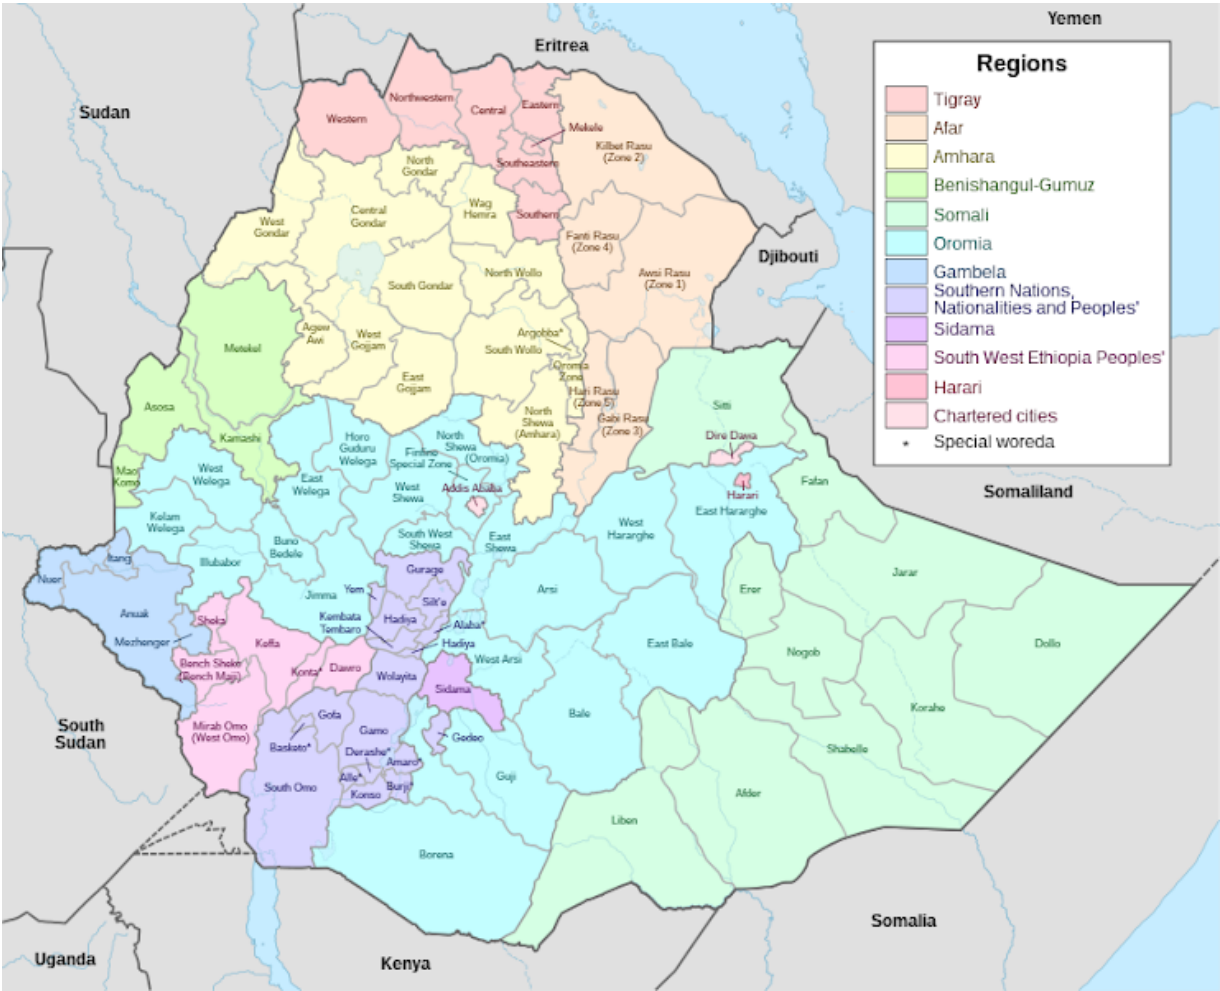 Yemen
Eritrea
Sudan
Djibouti
Somaliland
South
Sudan
Somalia
Uganda
Kenya
Regions
Tigray
Afar
Amhara
Benishangul-Gumuz
Somali
Oromia
Gambela
Southern Nations,
Nationalities and Peoples'
Sidama
South West Ethiopia Peoples'
Harari
Chartered cities
* Special woreda
Western
Northwestern
Central
Eastern
Mekele
Southeastern
Southern
Kilbet Rasu
(Zone 2)
Fanti Rasu
(Zone 4)
Awsi Rasu
(Zone 1)
Hari Rasu
(Zone 5)
Gabi Rasu
(Zone 3)
North
Gondar
Wag
Hemra
Central
Gondar
West
Gondar
South Gondar
North Wollo
Agew
Awi
West
Gojjam
East
Gojjam
Argobba*
South Wollo
Oromia
Zone
North
Shewa
(Amhara)
Metekel
Asosa
Kamashi
Mao
Komo
Sitti
Dire Dawa
Harari
Fafan
East Hararghe
West
Hararghe
Erer
Jarar
Nogob
Dollo
Korahe
Shabelle
Afder
Liben
West
Welega
East
Welega
Horo
Guduru
Welega
North
Shewa
(Oromia)
Finfine
Special Zone
Addis Ababa
West
Shewa
Kelam
Welega
Illubabor
Buno
Bedele
South West
Shewa
East
Shewa
Jimma
Arsi
East Bale
West Arsi
Bale
Guji
Borena
Itang
Nuer
Anuak
Mezhenger
Sheka
Keffa
Bench Sheko
(Bench Maji)
Konta*
Dawro
Mirab Omo
(West Omo)
Gurage
Yem
Silt'e
Hadiya
Kembata
Tembaro
Alaba*
Hadiya
Wolayita
Sidama
Gofa
Gamo
Gedeo
Basketo*
Derashe*
Amaro*
Alle*
Burji*
Konso
South Omo